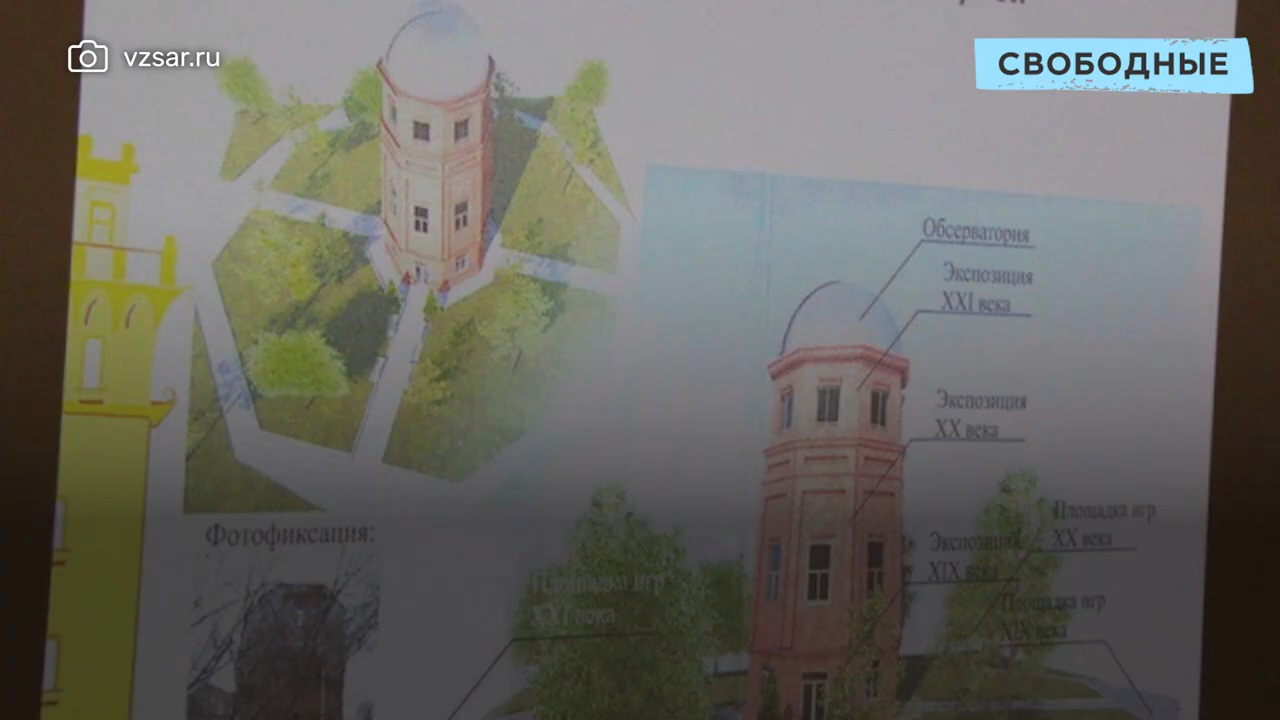 vzsar.ru
СВОБОДНЫЕ
Обсерватория
Экспозиция
XXI века
Экспозиция
XX века
Площадка игр
XX века
Экспозиция
XIX века
Площадка игр
XIX века
Фотофиксация:
Площадка игр
XXI века